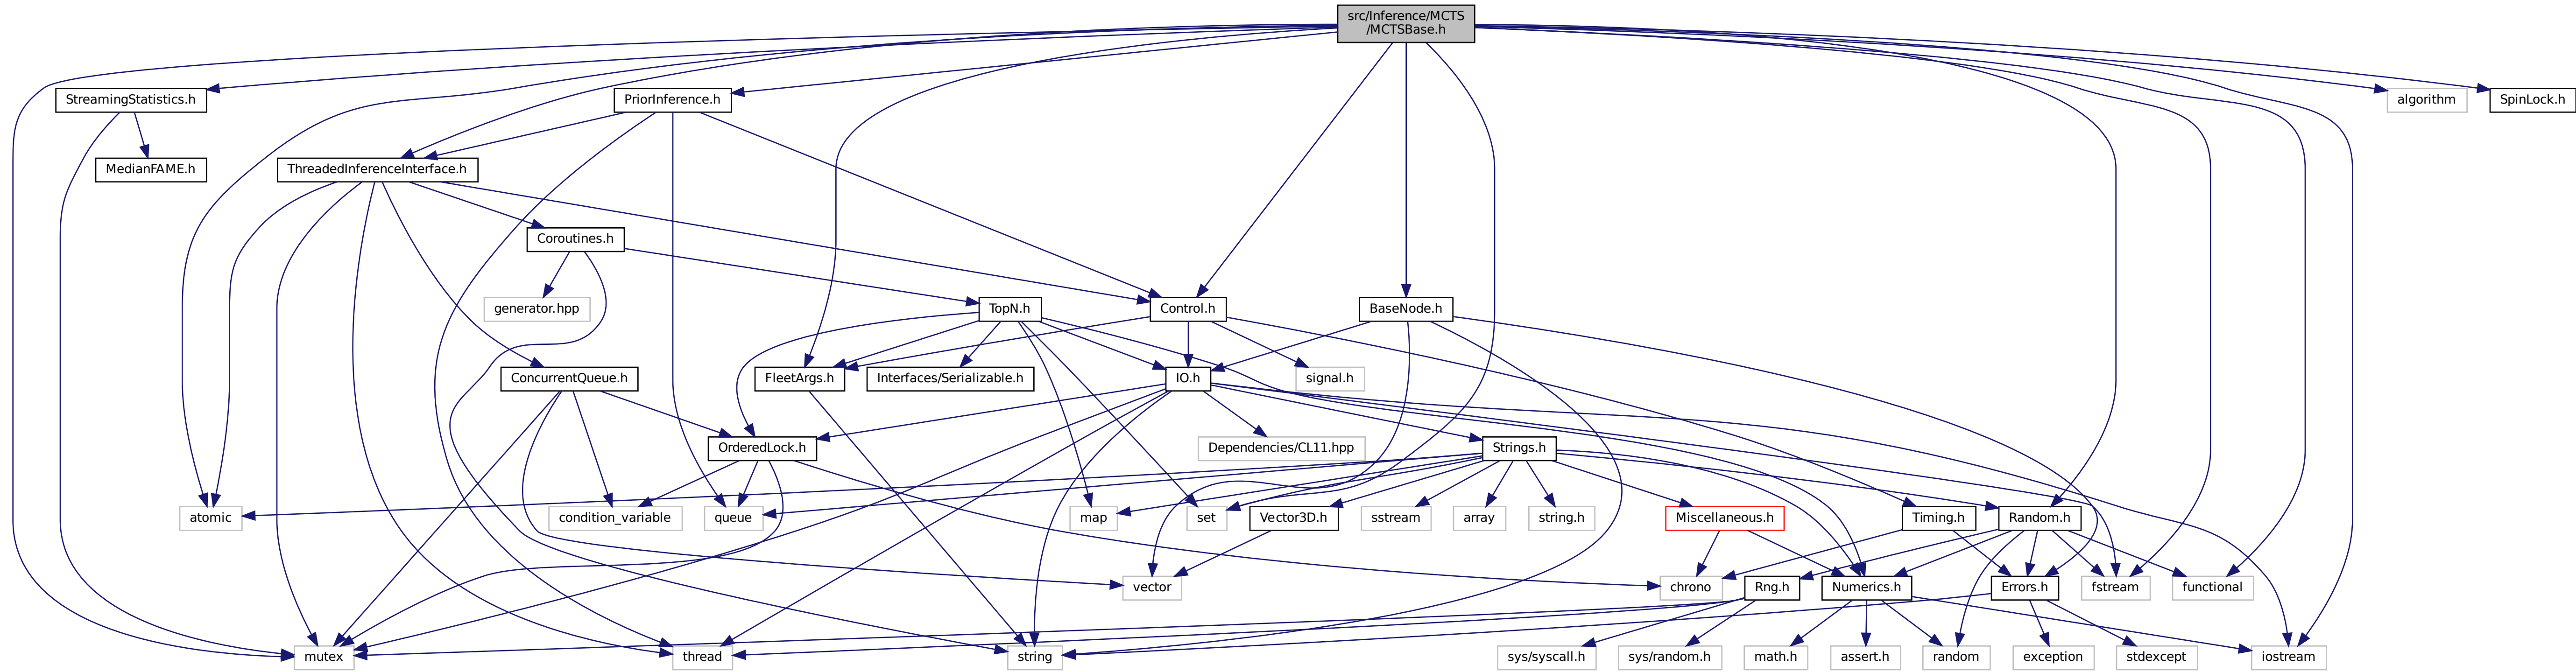 src/Inference/MCTS
/MCTSBase.h
StreamingStatistics.h
PriorInference.h
algorithm
SpinLock.h
MedianFAME.h
ThreadedInferenceInterface.h
Coroutines.h
generator.hpp
TopN.h
Control.h
BaseNode.h
ConcurrentQueue.h
FleetArgs.h
Interfaces/Serializable.h
IO.h
signal.h
OrderedLock.h
Dependencies/CL11.hpp
Strings.h
atomic
condition_variable
queue
map
set
Vector3D.h
sstream
array
string.h
Miscellaneous.h
Timing.h
Random.h
vector
chrono
Rng.h
Numerics.h
Errors.h
fstream
functional
mutex
thread
string
sys/syscall.h
sys/random.h
math.h
assert.h
random
exception
stdexcept
iostream